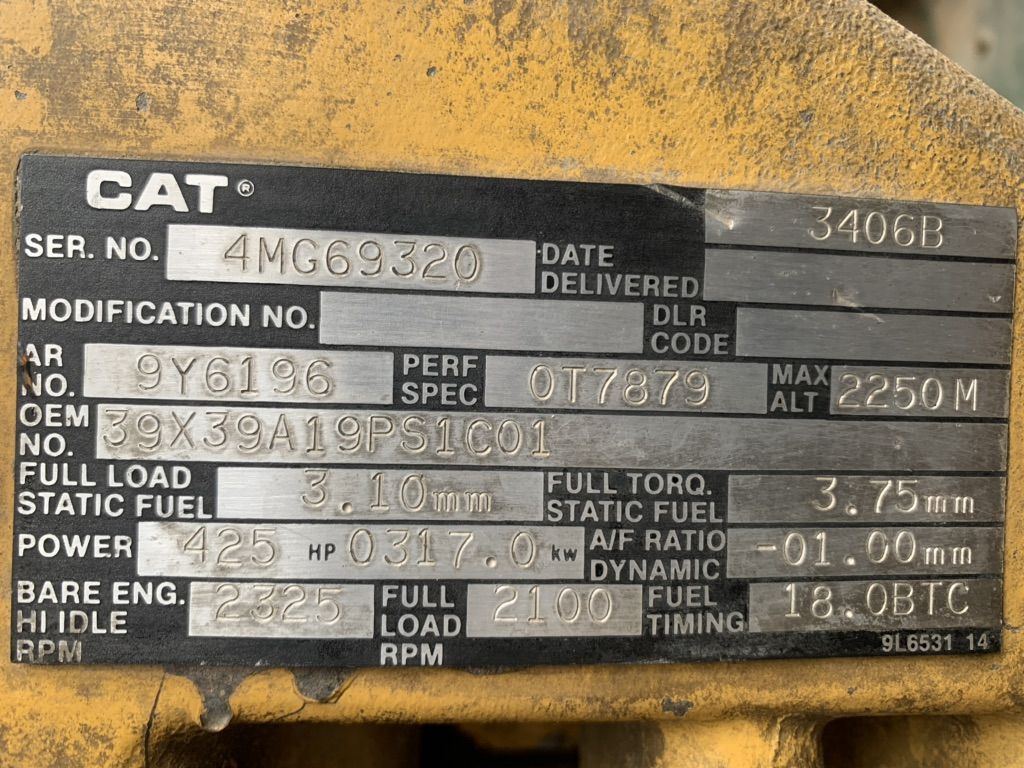 CAT®
3406B
SER. NO. 4MG69320 DATE DELIVERED
MODIFICATION NO. DLR CODE
AR NO. 9Y6196 PERF SPEC 0T7879 MAX ALT 2250 M
OEM NO. 39X39A19PS1C01
FULL LOAD STATIC FUEL 3.10mm FULL TORQ. STATIC FUEL 3.75mm
POWER 425 HP 0317.0 kw A/F RATIO DYNAMIC -01.00mm
BARE ENG. HI IDLE RPM 2325 FULL LOAD RPM 2100 FUEL TIMING 18.0BTC
9L6531 14